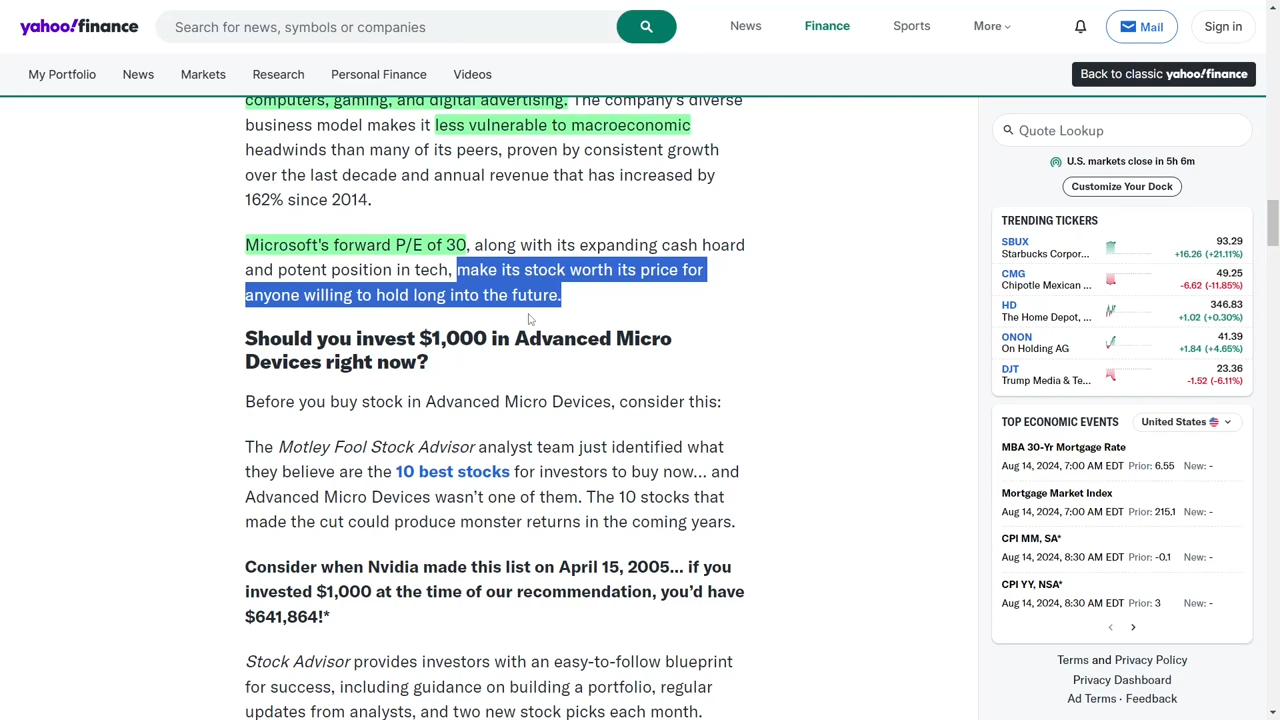 yahoo!finance
Search for news, symbols or companies
News
Finance
Sports
More
Mail
Sign in
My Portfolio
News
Markets
Research
Personal Finance
Videos
Back to classic yahoo!finance
computers, gaming, and digital advertising. The company's diverse
business model makes it less vulnerable to macroeconomic
headwinds than many of its peers, proven by consistent growth
over the last decade and annual revenue that has increased by
162% since 2014.
Microsoft's forward P/E of 30, along with its expanding cash hoard
and potent position in tech, make its stock worth its price for
anyone willing to hold long into the future.
Should you invest $1,000 in Advanced Micro
Devices right now?
Before you buy stock in Advanced Micro Devices, consider this:
The Motley Fool Stock Advisor analyst team just identified what
they believe are the 10 best stocks for investors to buy now... and
Advanced Micro Devices wasn't one of them. The 10 stocks that
made the cut could produce monster returns in the coming years.
Consider when Nvidia made this list on April 15, 2005... if you
invested $1,000 at the time of our recommendation, you'd have
$641,864!*
Stock Advisor provides investors with an easy-to-follow blueprint
for success, including guidance on building a portfolio, regular
updates from analysts, and two new stock picks each month.
Quote Lookup
U.S. markets close in 5h 6m
Customize Your Dock
TRENDING TICKERS
SBUX 93.29
Starbucks Corpor... +16.26 (+21.11%)
CMG 49.25
Chipotle Mexican ... -6.62 (-11.85%)
HD 346.83
The Home Depot, ... +1.02 (+0.30%)
ONON 41.39
On Holding AG +1.84 (+4.65%)
DJT 23.36
Trump Media & Te... -1.52 (-6.11%)
TOP ECONOMIC EVENTS United States
MBA 30-Yr Mortgage Rate
Aug 14, 2024, 7:00 AM EDT Prior: 6.55 New: -
Mortgage Market Index
Aug 14, 2024, 7:00 AM EDT Prior: 215.1 New: -
CPI MM, SA*
Aug 14, 2024, 8:30 AM EDT Prior: -0.1 New: -
CPI YY, NSA*
Aug 14, 2024, 8:30 AM EDT Prior: 3 New: -
Terms and Privacy Policy
Privacy Dashboard
Ad Terms · Feedback